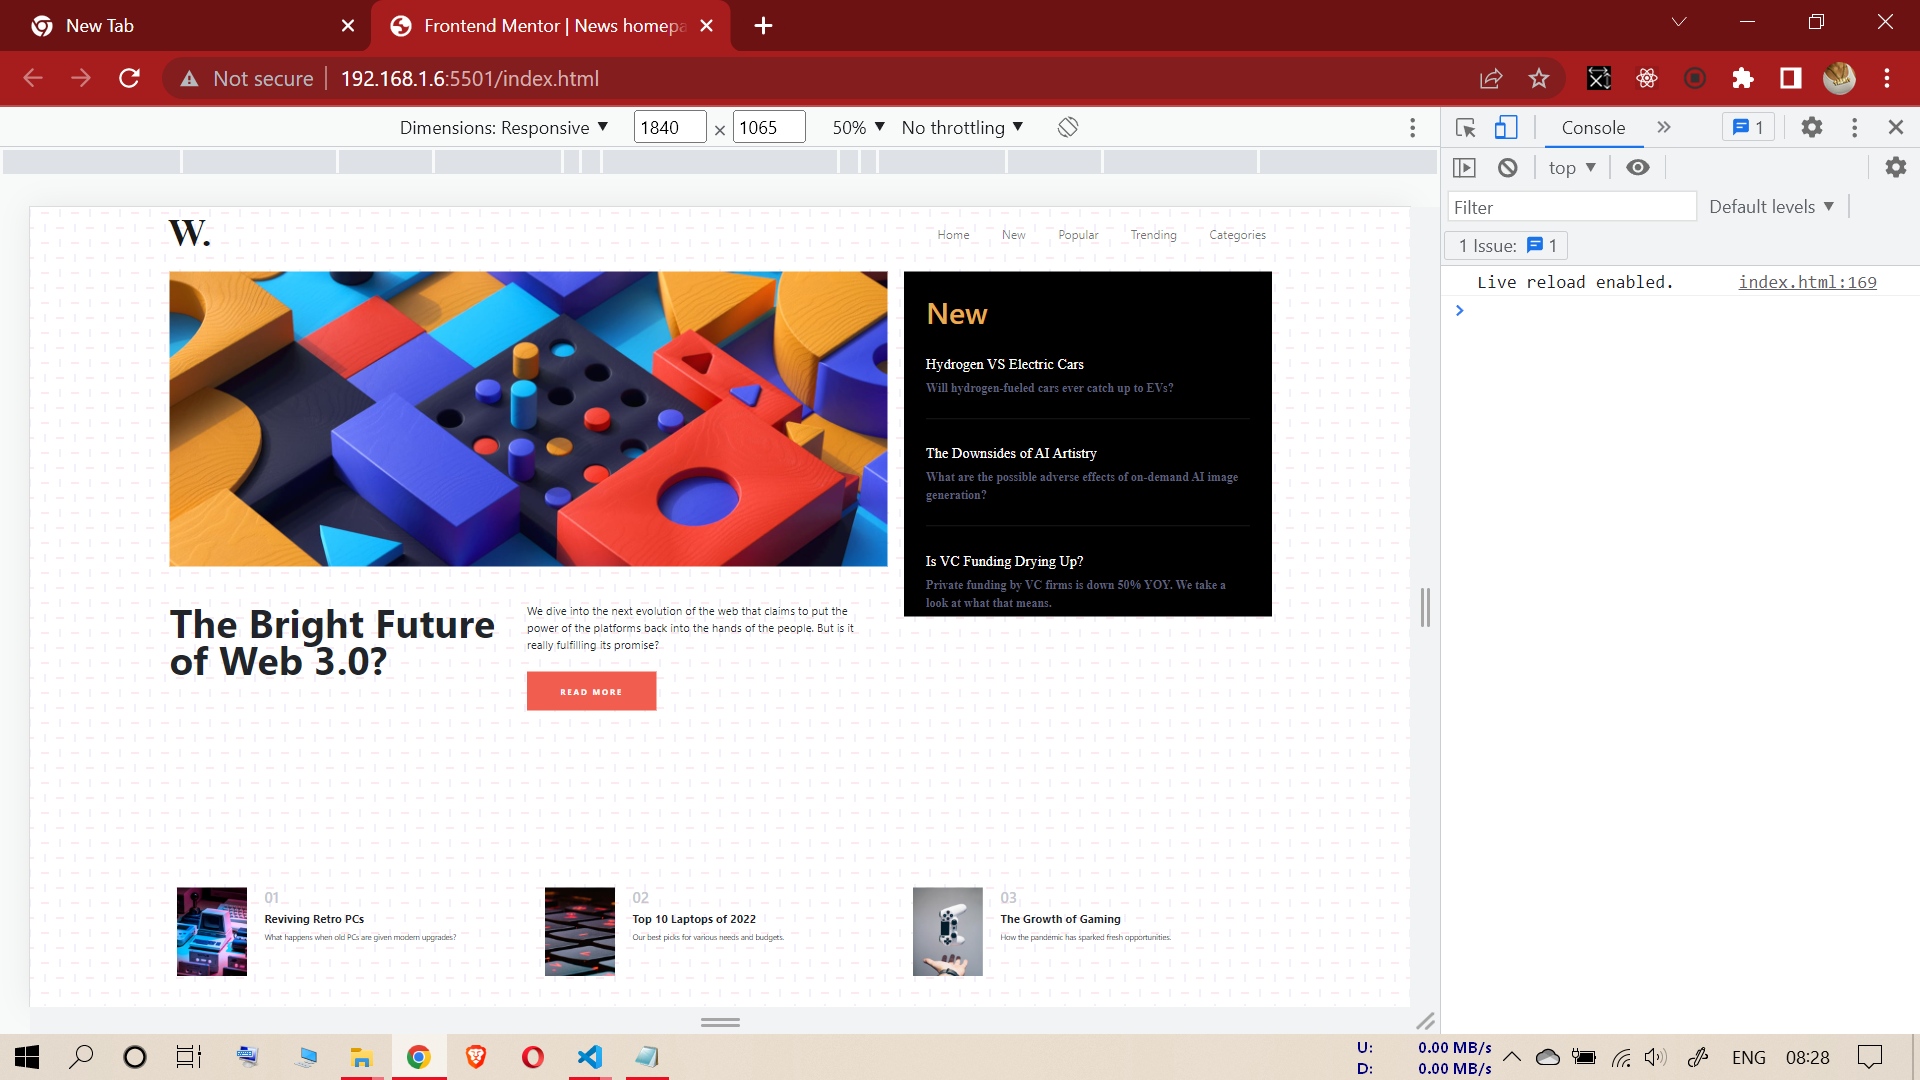 New Tab
Frontend Mentor | News homepa
Not secure
192.168.1.6:5501/index.html
Dimensions: Responsive
1840 × 1065
50%
No throttling
Console
1
top
Filter
Default levels
1 Issue: 1
Live reload enabled.
index.html:169
W.
Home
New
Popular
Trending
Categories
New
Hydrogen VS Electric Cars
Will hydrogen-fueled cars ever catch up to EVs?
The Downsides of AI Artistry
What are the possible adverse effects of on-demand AI image
generation?
Is VC Funding Drying Up?
Private funding by VC firms is down 50% YOY. We take a
look at what that means.
The Bright Future
of Web 3.0?
We dive into the next evolution of the web that claims to put the
power of the platforms back into the hands of the people. But is it
really fulfilling its promise?
READ MORE
01
Reviving Retro PCs
What happens when old PCs are given modern upgrades?
02
Top 10 Laptops of 2022
Our best picks for various needs and budgets.
03
The Growth of Gaming
How the pandemic has sparked fresh opportunities.
U: 0.00 MB/s
D: 0.00 MB/s
ENG
08:28